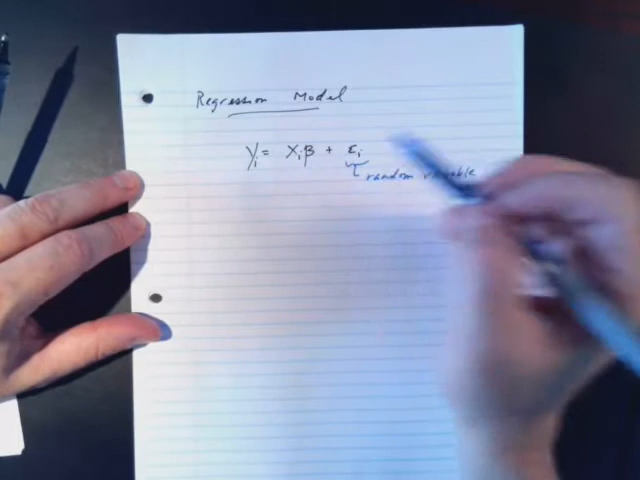 Regression Model
yᵢ = xᵢβ + εᵢ
random variable